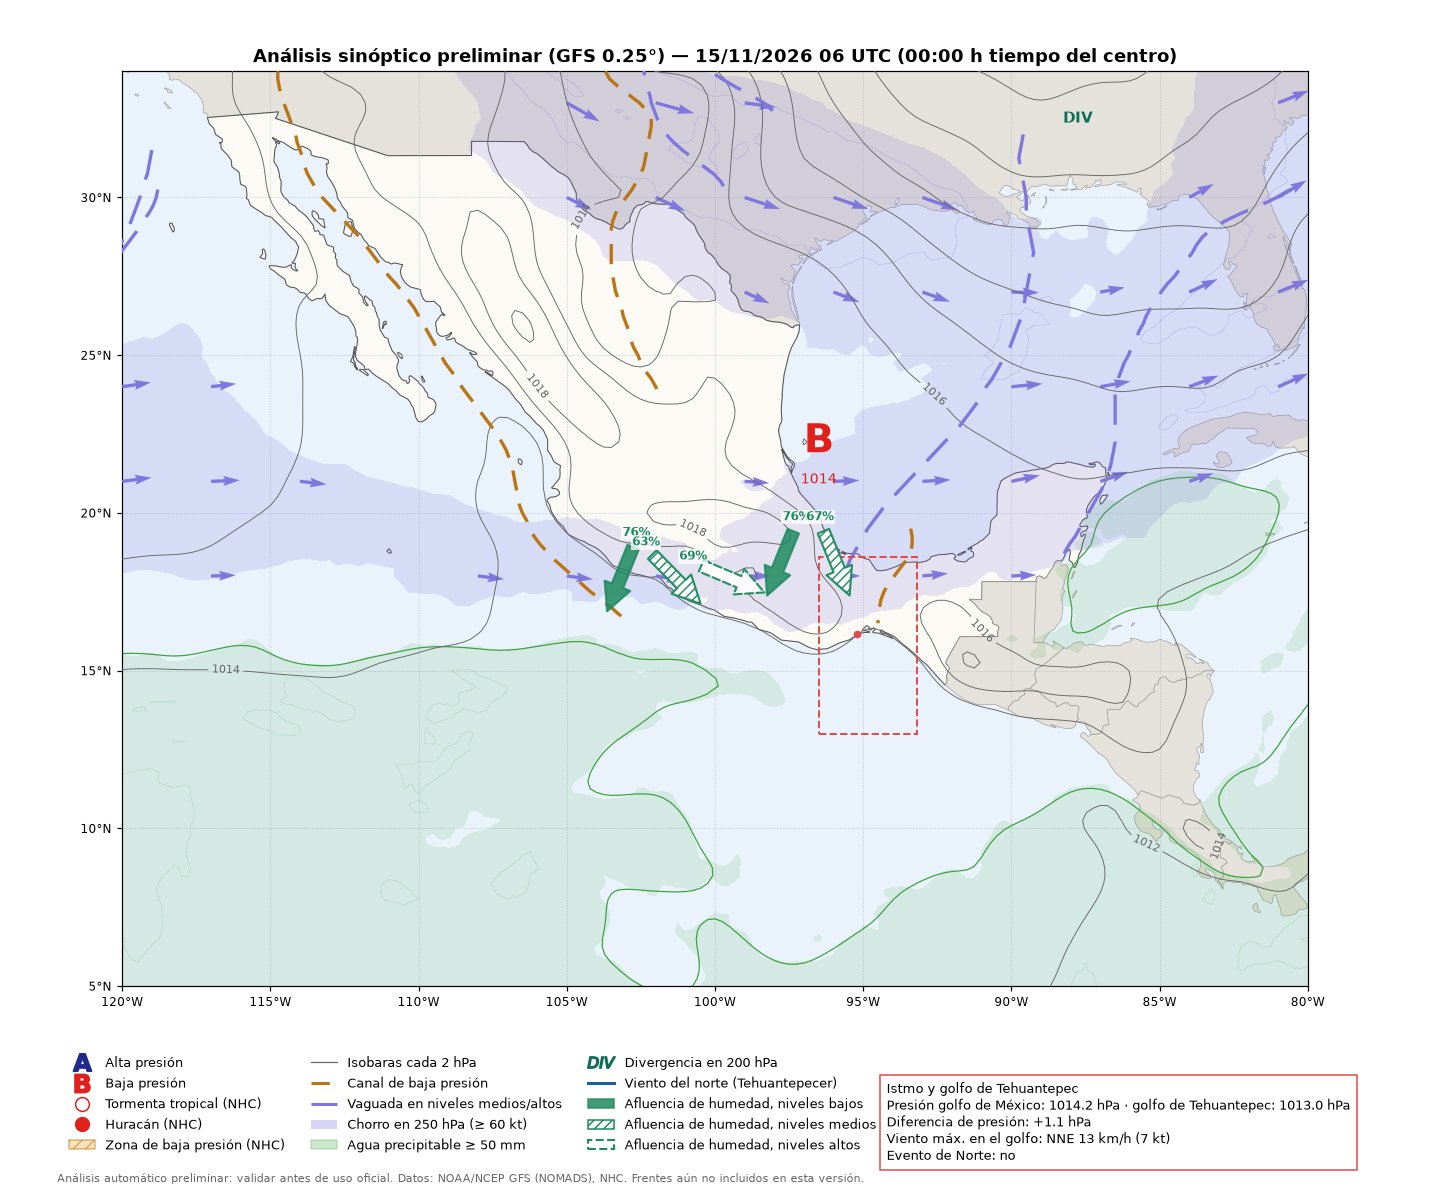 Análisis sinóptico preliminar (GFS 0.25°) — 15/11/2026 06 UTC (00:00 h tiempo del centro)
DIV
30°N
1018
25°N
1018
1016
B
1014
20°N
1018
76%
63%
69%
76%
67%
1016
15°N
1014
10°N
1012
1014
5°N
120°W
115°W
110°W
105°W
100°W
95°W
90°W
85°W
80°W
A Alta presión
B Baja presión
Tormenta tropical (NHC)
Huracán (NHC)
Zona de baja presión (NHC)
Isobaras cada 2 hPa
Canal de baja presión
Vaguada en niveles medios/altos
Chorro en 250 hPa (≥ 60 kt)
Agua precipitable ≥ 50 mm
DIV Divergencia en 200 hPa
Viento del norte (Tehuantepecer)
Afluencia de humedad, niveles bajos
Afluencia de humedad, niveles medios
Afluencia de humedad, niveles altos
Istmo y golfo de Tehuantepec
Presión golfo de México: 1014.2 hPa · golfo de Tehuantepec: 1013.0 hPa
Diferencia de presión: +1.1 hPa
Viento máx. en el golfo: NNE 13 km/h (7 kt)
Evento de Norte: no
Análisis automático preliminar: validar antes de uso oficial. Datos: NOAA/NCEP GFS (NOMADS), NHC. Frentes aún no incluidos en esta versión.